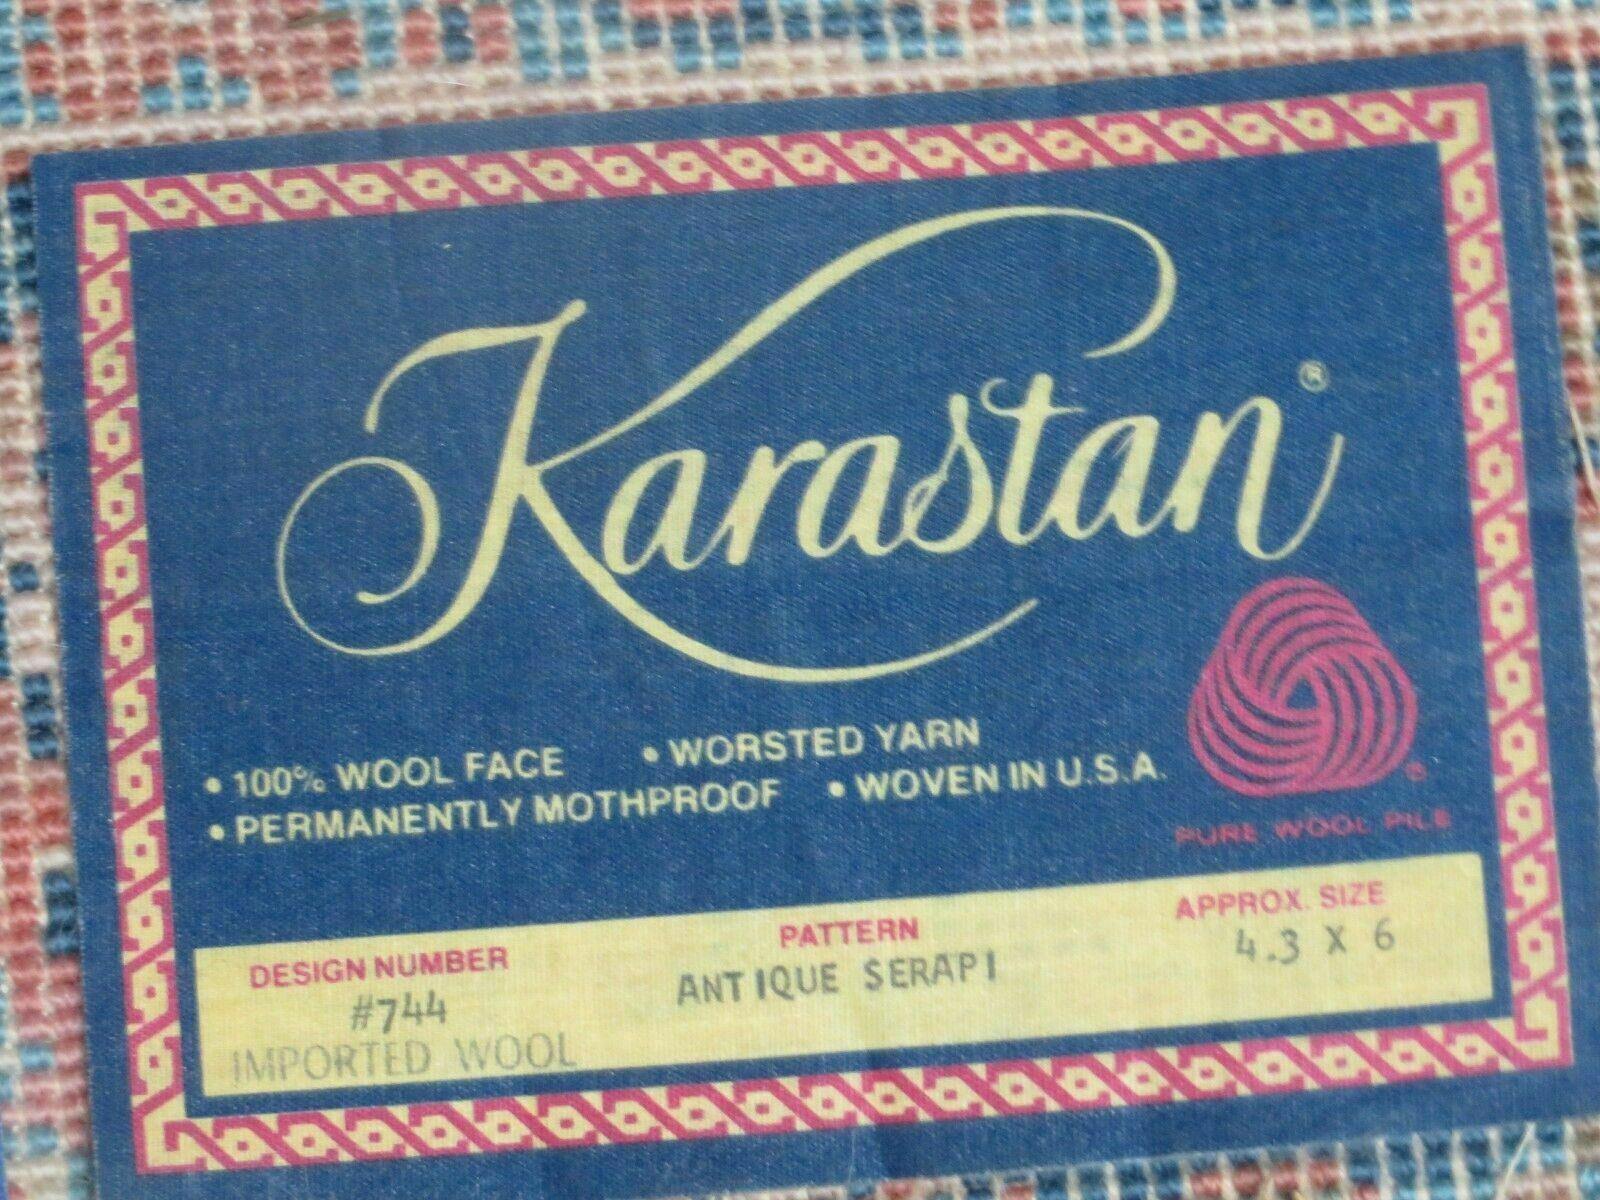 Karastan®
• 100% WOOL FACE • WORSTED YARN
• PERMANENTLY MOTHPROOF • WOVEN IN U.S.A.
®
PURE WOOL PILE
DESIGN NUMBER PATTERN APPROX. SIZE
#744 ANTIQUE SERAPI 4.3 X 6
IMPORTED WOOL